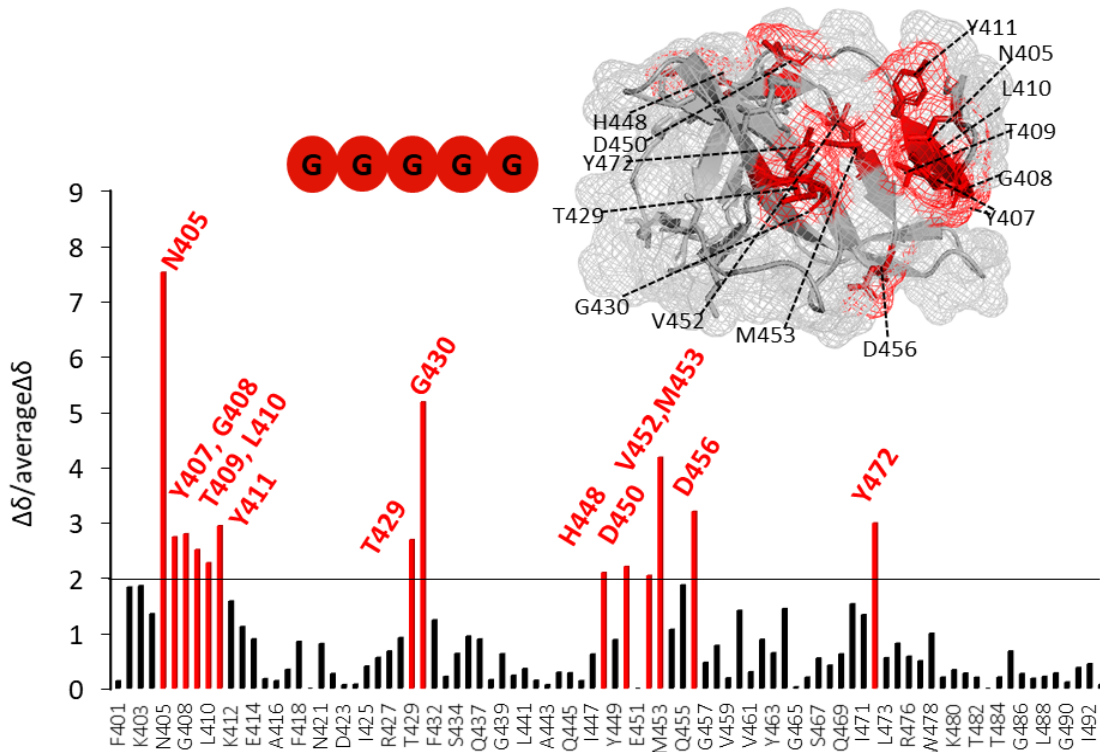 Y411
N405
L410
T409
G408
Y407
H448
D450
Y472
T429
G430
V452
M453
D456
G G G G G
Δδ/averageΔδ
9
8
7
6
5
4
3
2
1
0
N405
Y407, G408
T409, L410
Y411
T429
G430
H448
D450
V452,M453
D456
Y472
F401
K403
N405
G408
L410
K412
E414
A416
F418
N421
D423
I425
R427
T429
F432
S434
Q437
G439
L441
A443
Q445
I447
Y449
E451
M453
Q455
G457
V459
V461
Y463
G465
S467
Q469
I471
L473
R476
W478
K480
T482
T484
G486
L488
G490
I492